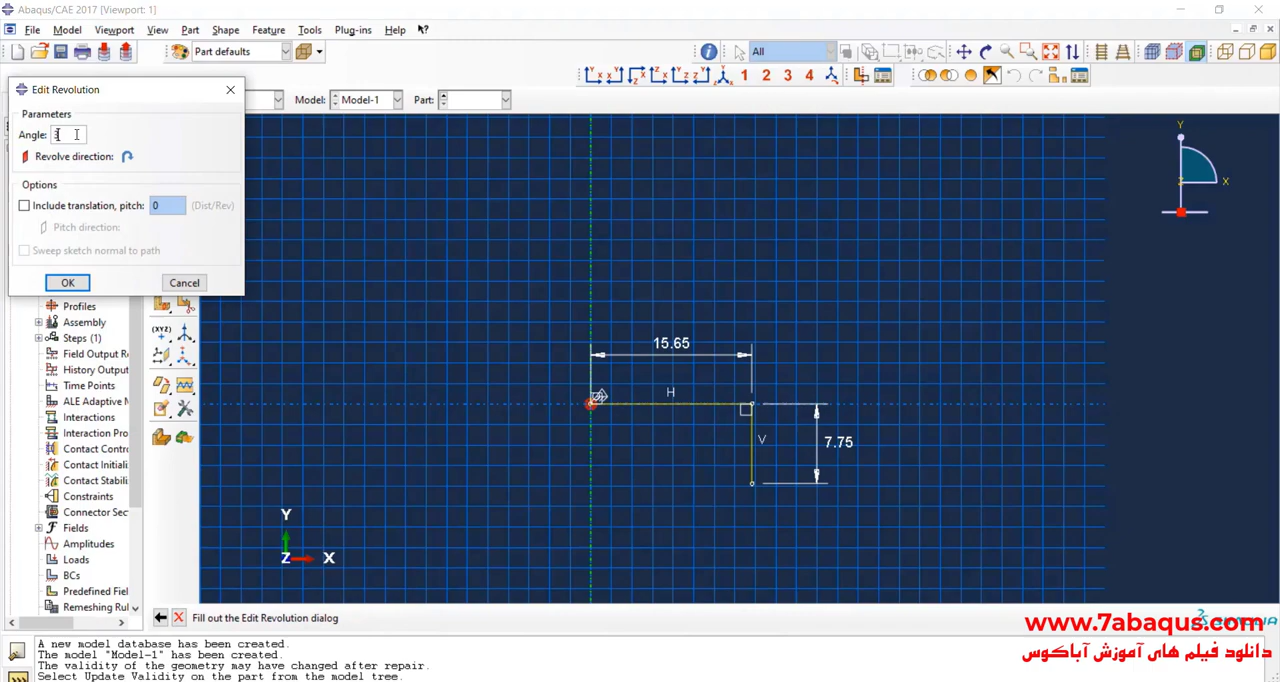 Abaqus/CAE 2017 [Viewport: 1]
File Model Viewport View Part Shape Feature Tools Plug-ins Help
Part defaults
All
1 2 3 4
Edit Revolution
Model: Model-1 Part:
Parameters
Angle:
Revolve direction:
Options
Include translation, pitch: 0 (Dist/Rev)
Pitch direction:
Sweep sketch normal to path
OK Cancel
Profiles
Assembly
Steps (1)
Field Output Re
History Output
Time Points
ALE Adaptive M
Interactions
Interaction Pro
Contact Contro
Contact Initializ
Contact Stabiliz
Constraints
Connector Sect
Fields
Amplitudes
Loads
BCs
Predefined Fiel
Remeshing Rul
Y
Z X
15.65
H
V
7.75
Y
Z X
Fill out the Edit Revolution dialog
A new model database has been created.
The model "Model-1" has been created.
The validity of the geometry may have changed after repair.
Select Update Validity on the part from the model tree.
www.7abaqus.com
دانلود فیلم های آموزش آباکوس